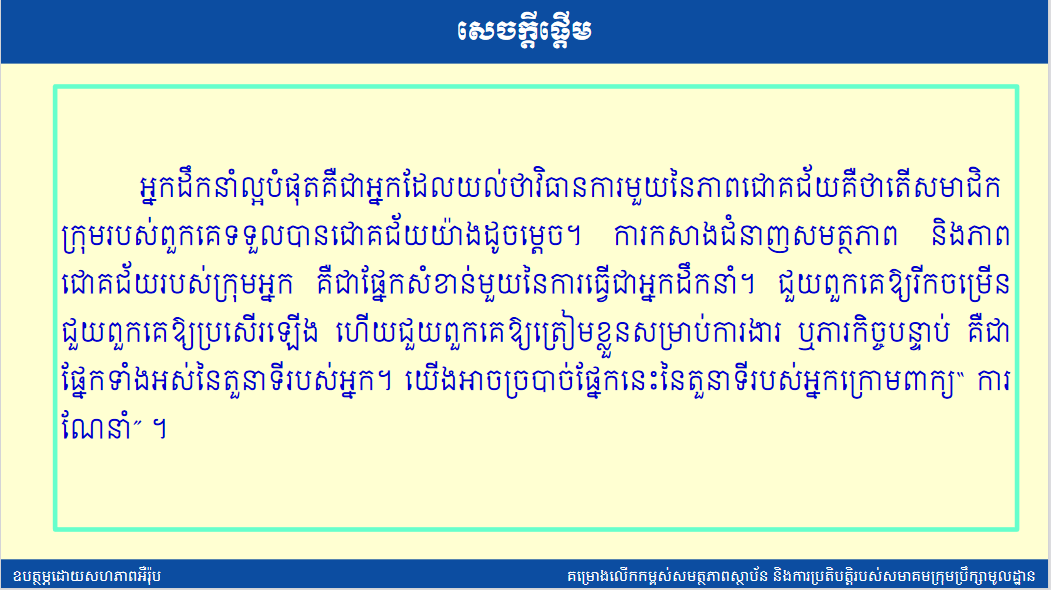 សេចក្តីផ្តើម
អ្នកដឹកនាំល្អបំផុតគឺជាអ្នកដែលយល់ថាវិធានការមួយនៃភាពជោគជ័យគឺថាតើសមាជិក
ក្រុមរបស់ពួកគេទទួលបានជោគជ័យយ៉ាងដូចម្តេច។ ការកសាងជំនាញសមត្ថភាព និងភាព
ជោគជ័យរបស់ក្រុមអ្នក គឺជាផ្នែកសំខាន់មួយនៃការធ្វើជាអ្នកដឹកនាំ។ ជួយពួកគេឱ្យរីកចម្រើន
ជួយពួកគេឱ្យប្រសើរឡើង ហើយជួយពួកគេឱ្យត្រៀមខ្លួនសម្រាប់ការងារ ឬភារកិច្ចបន្ទាប់ គឺជា
ផ្នែកទាំងអស់នៃតួនាទីរបស់អ្នក។ យើងអាចច្របាច់ផ្នែកនេះនៃតួនាទីរបស់អ្នកក្រោមពាក្យ“ ការ
ណែនាំ” ។
ឧបត្ថម្ភដោយសហភាពអឺរ៉ុប
គម្រោងលើកកម្ពស់សមត្ថភាពស្ថាប័ន និងការប្រតិបត្តិរបស់សមាគមក្រុមប្រឹក្សាមូលដ្ឋាន